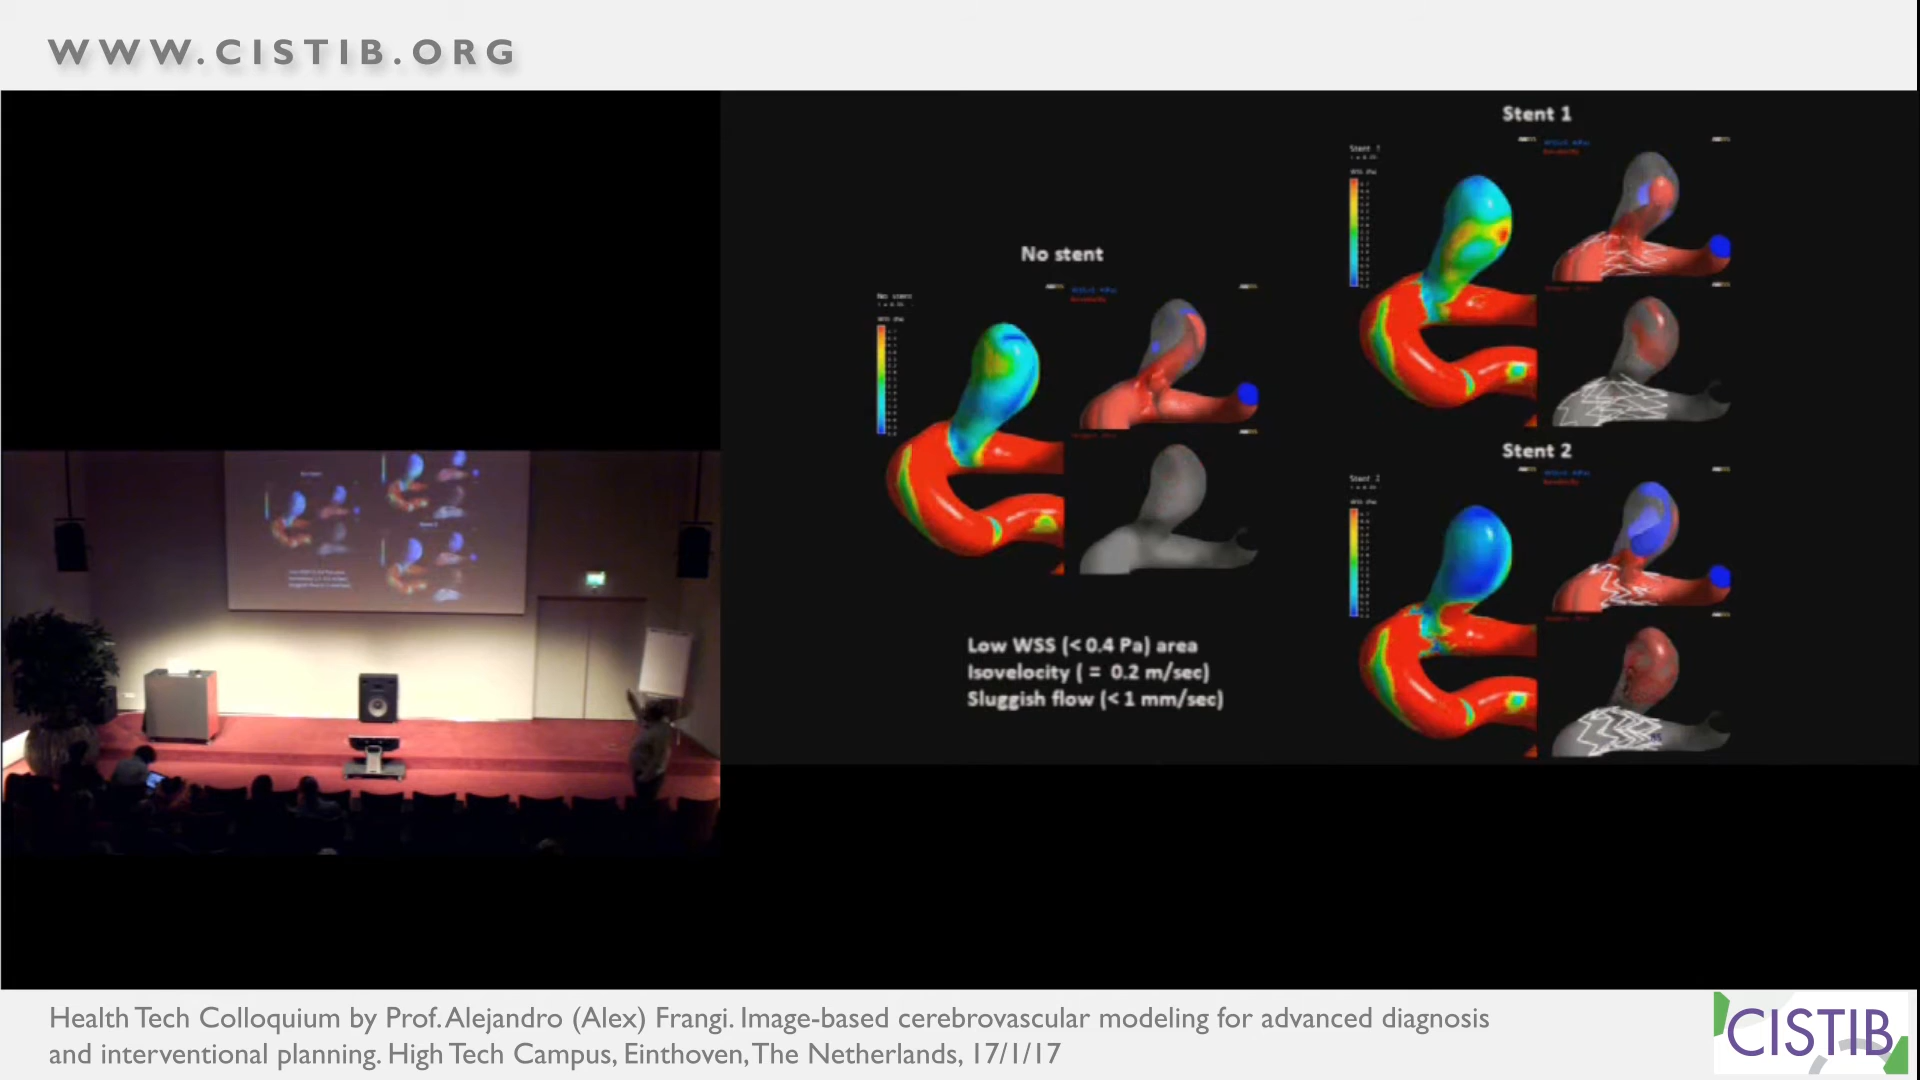 WWW.CISTIB.ORG
Stent 1
No stent
No stent
Stent 2
Low WSS (< 0.4 Pa) area
Isovelocity ( = 0.2 m/sec)
Sluggish flow (< 1 mm/sec)
Health Tech Colloquium by Prof. Alejandro (Alex) Frangi. Image-based cerebrovascular modeling for advanced diagnosis
and interventional planning. High Tech Campus, Einthoven, The Netherlands, 17/1/17
CISTIB